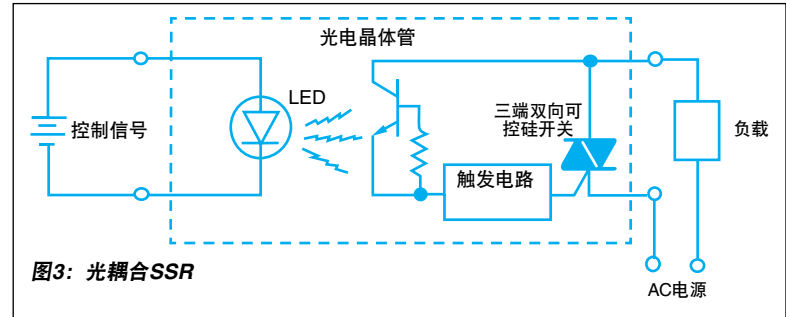 光电晶体管
LED
控制信号
三端双向可
控硅开关
负载
触发电路
图3：光耦合SSR
AC电源